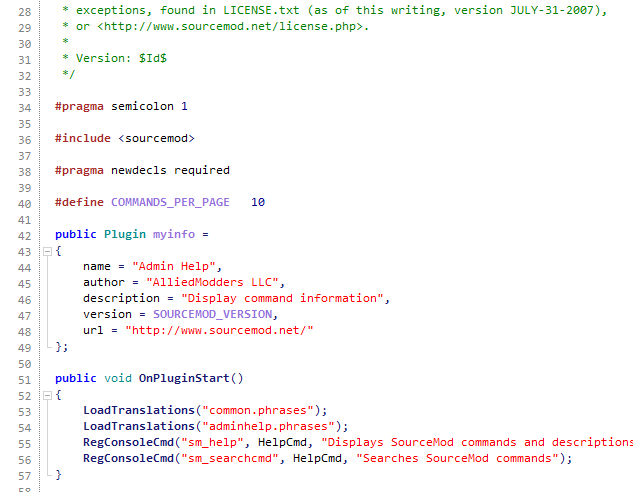 28 * exceptions, found in LICENSE.txt (as of this writing, version JULY-31-2007),
29 * or <http://www.sourcemod.net/license.php>.
30 *
31 * Version: $Id$
32 */
33
34 #pragma semicolon 1
35
36 #include <sourcemod>
37
38 #pragma newdecls required
39
40 #define COMMANDS_PER_PAGE 10
41
42 public Plugin myinfo =
43 {
44 name = "Admin Help",
45 author = "AlliedModders LLC",
46 description = "Display command information",
47 version = SOURCEMOD_VERSION,
48 url = "http://www.sourcemod.net/"
49 };
50
51 public void OnPluginStart()
52 {
53 LoadTranslations("common.phrases");
54 LoadTranslations("adminhelp.phrases");
55 RegConsoleCmd("sm_help", HelpCmd, "Displays SourceMod commands and descriptions
56 RegConsoleCmd("sm_searchcmd", HelpCmd, "Searches SourceMod commands");
57 }